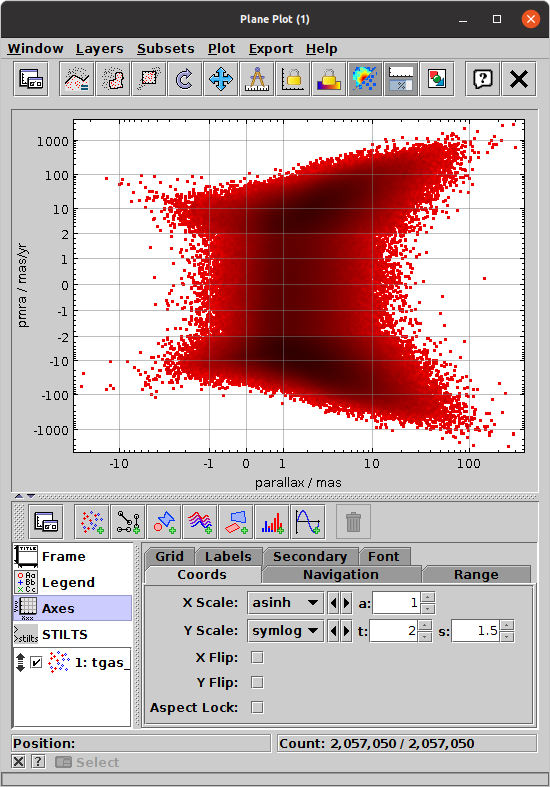 Plane Plot (1)
Window Layers Subsets Plot Export Help
1000
100
10
2
1
0
-1
-2
-10
-100
-1000
pmra / mas/yr
-10 -1 0 1 10 100
parallax / mas
Frame
Legend
Axes
STILTS
1: tgas_
Grid Labels Secondary Font
Coords Navigation Range
X Scale: asinh a: 1
Y Scale: symlog t: 2 s: 1.5
X Flip:
Y Flip:
Aspect Lock:
Position: Count: 2,057,050 / 2,057,050
Select